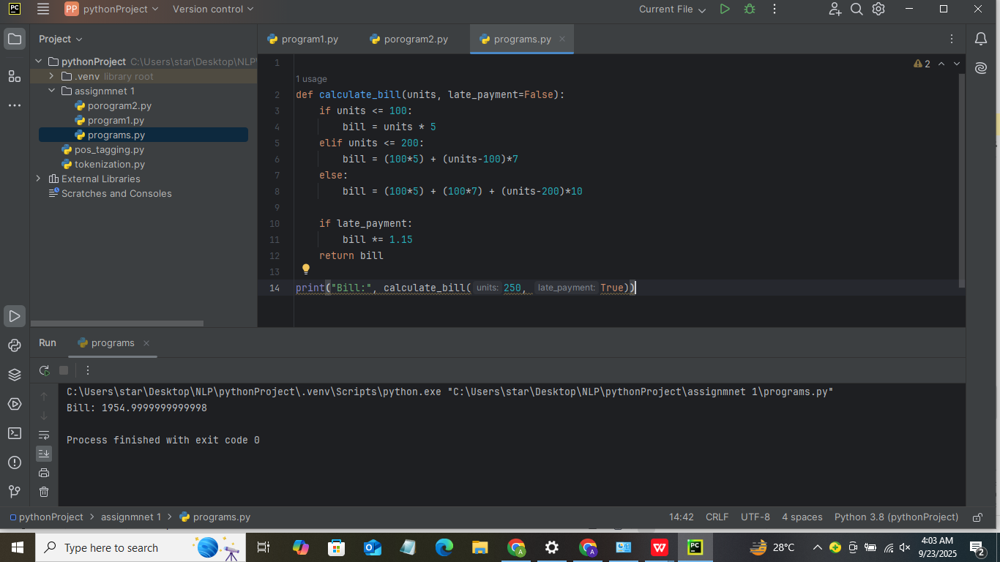 PC
PP pythonProject Version control Current File
Project
program1.py porogram2.py programs.py
pythonProject C:\Users\star\Desktop\NLP\
.venv library root
assignmnet 1
porogram2.py
program1.py
programs.py
pos_tagging.py
tokenization.py
External Libraries
Scratches and Consoles
2
1
1 usage
2 def calculate_bill(units, late_payment=False):
3 if units <= 100:
4 bill = units * 5
5 elif units <= 200:
6 bill = (100*5) + (units-100)*7
7 else:
8 bill = (100*5) + (100*7) + (units-200)*10
9
10 if late_payment:
11 bill *= 1.15
12 return bill
13
14 print("Bill:", calculate_bill( units: 250, late_payment: True))
Run programs
C:\Users\star\Desktop\NLP\pythonProject\.venv\Scripts\python.exe "C:\Users\star\Desktop\NLP\pythonProject\assignmnet 1\programs.py"
Bill: 1954.9999999999998
Process finished with exit code 0
pythonProject > assignmnet 1 > programs.py 14:42 CRLF UTF-8 4 spaces Python 3.8 (pythonProject)
Type here to search
A
A
W
PC
28°C
4:03 AM
9/23/2025
2